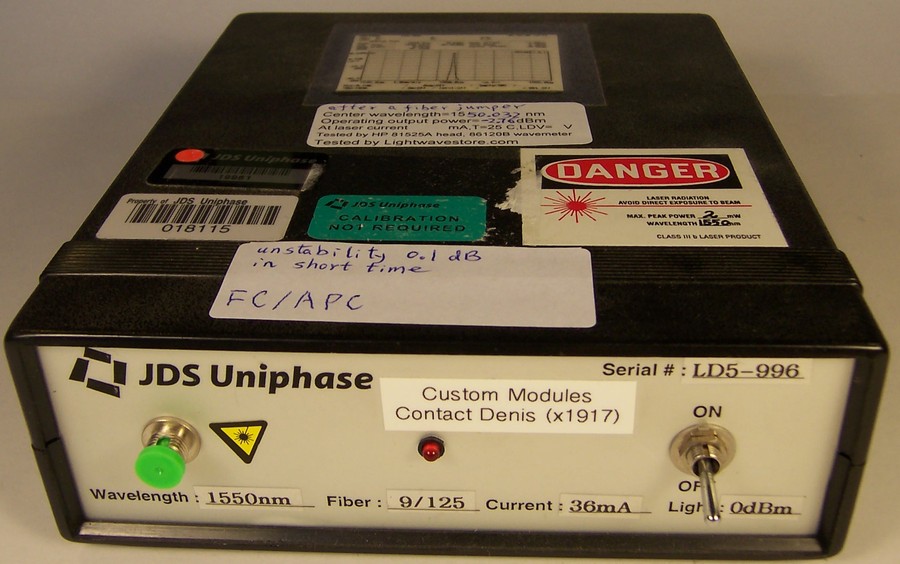 after a fiber jumper
Center wavelength=1550.032 nm
Operating output power=-2.16dBm
At laser current mA,T=25 C,LDV= V
Tested by HP 81525A head, 86120B wavemeter
Tested by Lightwavestore.com
JDS Uniphase
Property of JDS Uniphase
018115
JDS Uniphase
CALIBRATION
NOT REQUIRED
DANGER
LASER RADIATION
AVOID DIRECT EXPOSURE TO BEAM
MAX. PEAK POWER 2 mW
WAVELENGTH 1550nm
CLASS III b LASER PRODUCT
unstability 0.1 dB
in short time
FC/APC
JDS Uniphase
Custom Modules
Contact Denis (x1917)
Serial # : LD5-996
ON
OF
Wavelength : 1550nm Fiber : 9/125 Current : 36mA Light : 0dBm